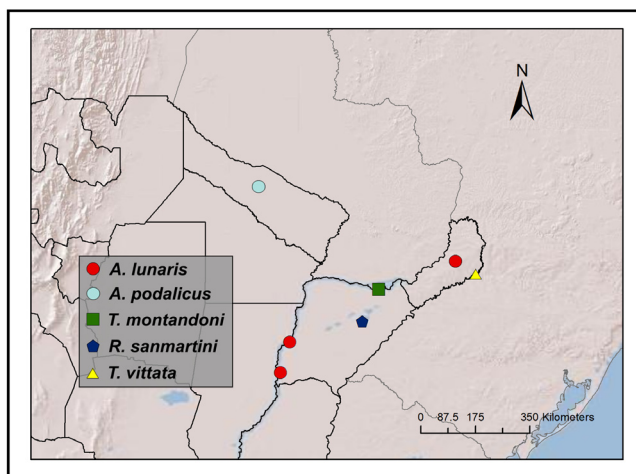 N
A. lunaris
A. podalicus
T. montandoni
R. sanmartini
T. vittata
0 87.5 175 350 Kilometers